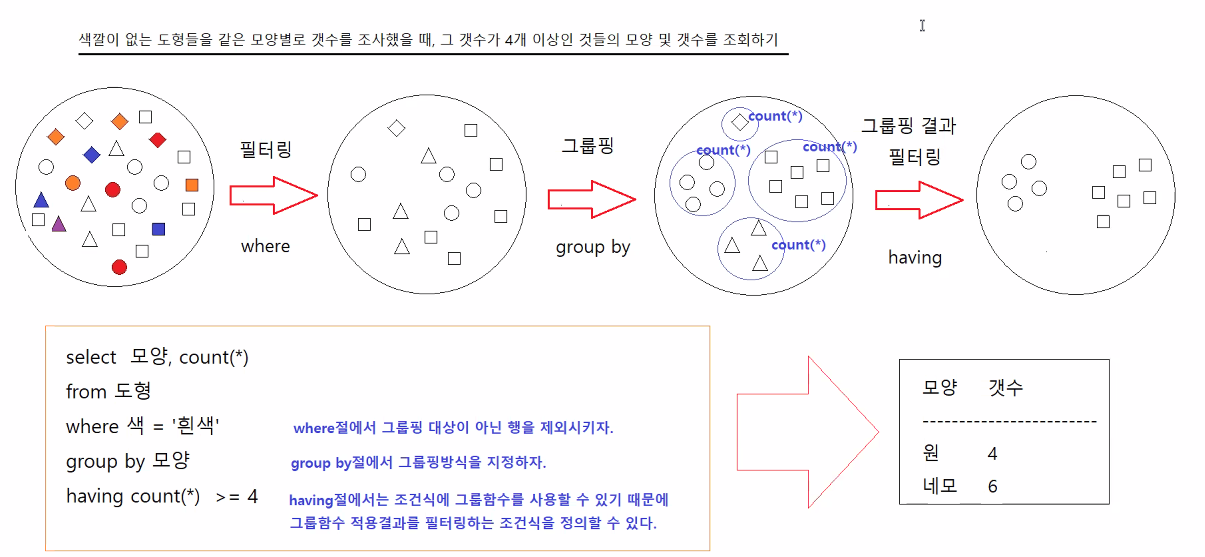 색깔이 없는 도형들을 같은 모양별로 갯수를 조사했을 때, 그 갯수가 4개 이상인 것들의 모양 및 갯수를 조회하기
필터링
where
그룹핑
group by
count(*)
count(*)
count(*)
count(*)
그룹핑 결과
필터링
having
select 모양, count(*)
from 도형
where 색 = '흰색'
where절에서 그룹핑 대상이 아닌 행을 제외시키자.
group by 모양
group by절에서 그룹핑방식을 지정하자.
having count(*) >= 4
having절에서는 조건식에 그룹함수를 사용할 수 있기 때문에
그룹함수 적용결과를 필터링하는 조건식을 정의할 수 있다.
모양 갯수
--------------------------
원 4
네모 6